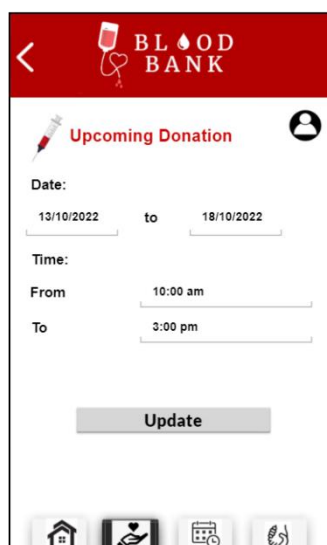 BLOOD
BANK
Upcoming Donation
Date:
13/10/2022 to 18/10/2022
Time:
From 10:00 am
To 3:00 pm
Update